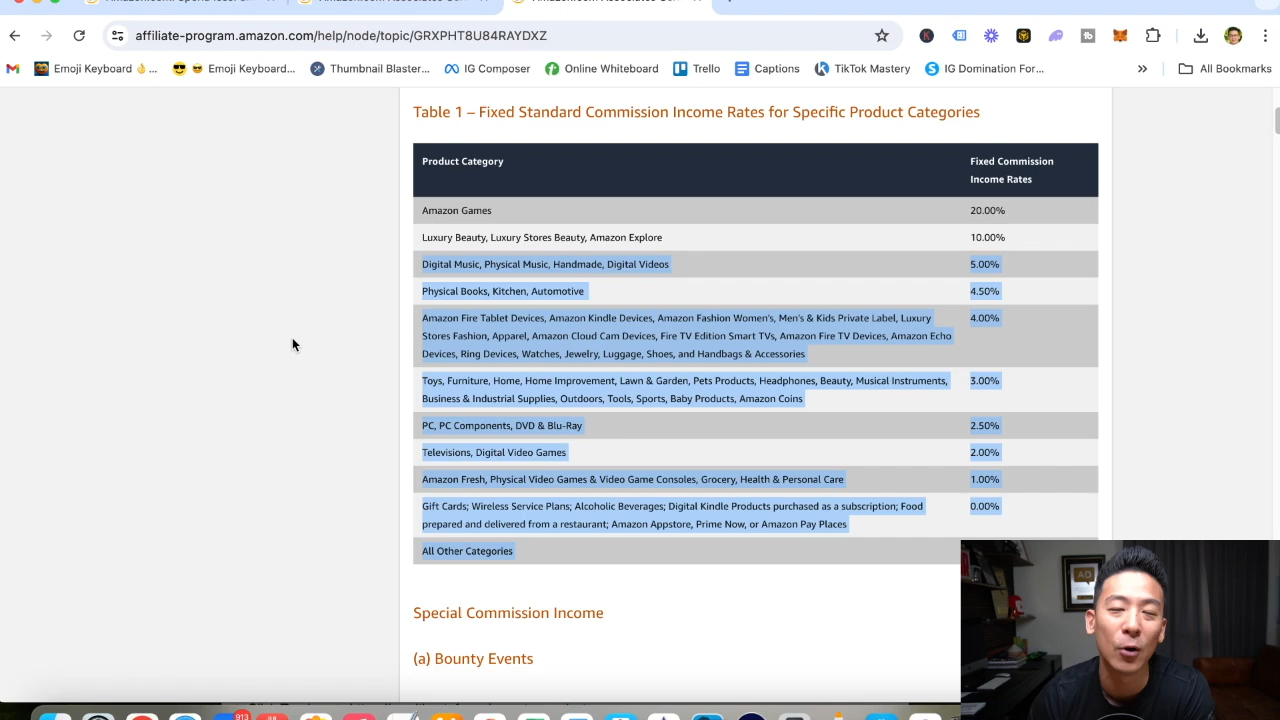 affiliate-program.amazon.com/help/node/topic/GRXPHT8U84RAYDXZ
Emoji Keyboard
Emoji Keyboard...
Thumbnail Blaster...
IG Composer
Online Whiteboard
Trello
Captions
TikTok Mastery
IG Domination For...
»
All Bookmarks
Table 1 – Fixed Standard Commission Income Rates for Specific Product Categories
Product Category
Fixed Commission
Income Rates
Amazon Games
20.00%
Luxury Beauty, Luxury Stores Beauty, Amazon Explore
10.00%
Digital Music, Physical Music, Handmade, Digital Videos
5.00%
Physical Books, Kitchen, Automotive
4.50%
Amazon Fire Tablet Devices, Amazon Kindle Devices, Amazon Fashion Women's, Men's & Kids Private Label, Luxury
Stores Fashion, Apparel, Amazon Cloud Cam Devices, Fire TV Edition Smart TVs, Amazon Fire TV Devices, Amazon Echo
Devices, Ring Devices, Watches, Jewelry, Luggage, Shoes, and Handbags & Accessories
4.00%
Toys, Furniture, Home, Home Improvement, Lawn & Garden, Pets Products, Headphones, Beauty, Musical Instruments,
Business & Industrial Supplies, Outdoors, Tools, Sports, Baby Products, Amazon Coins
3.00%
PC, PC Components, DVD & Blu-Ray
2.50%
Televisions, Digital Video Games
2.00%
Amazon Fresh, Physical Video Games & Video Game Consoles, Grocery, Health & Personal Care
1.00%
Gift Cards; Wireless Service Plans; Alcoholic Beverages; Digital Kindle Products purchased as a subscription; Food
prepared and delivered from a restaurant; Amazon Appstore, Prime Now, or Amazon Pay Places
0.00%
All Other Categories
Special Commission Income
(a) Bounty Events
AD
913